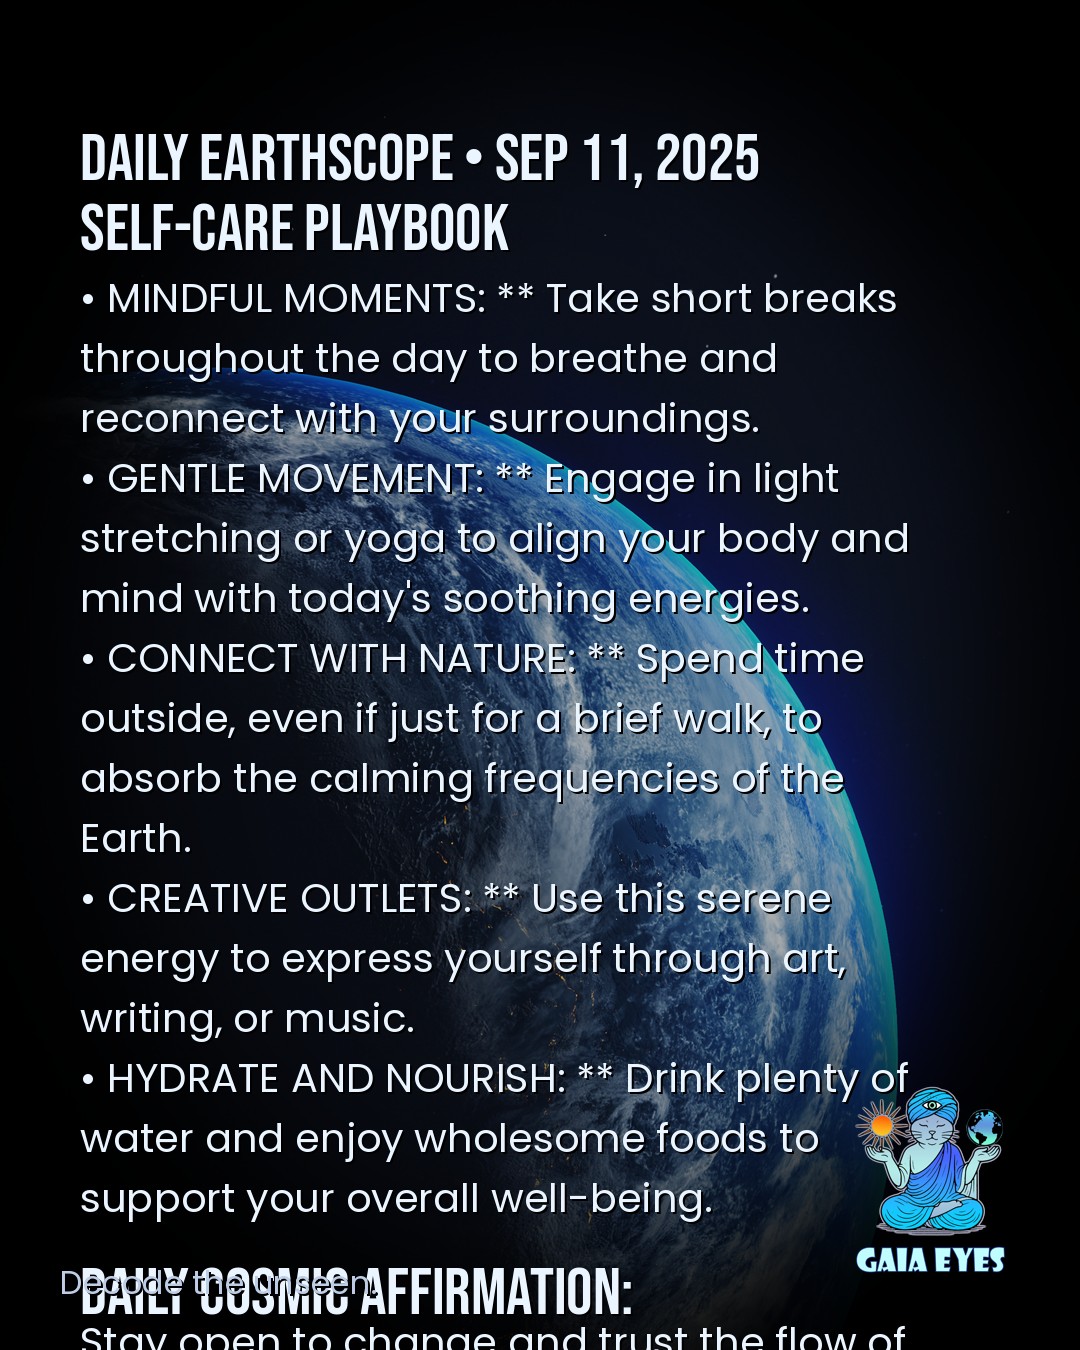 DAILY EARTHSCOPE • SEP 11, 2025
SELF-CARE PLAYBOOK
• MINDFUL MOMENTS: ** Take short breaks
throughout the day to breathe and
reconnect with your surroundings.
• GENTLE MOVEMENT: ** Engage in light
stretching or yoga to align your body and
mind with today's soothing energies.
• CONNECT WITH NATURE: ** Spend time
outside, even if just for a brief walk, to
absorb the calming frequencies of the
Earth.
• CREATIVE OUTLETS: ** Use this serene
energy to express yourself through art,
writing, or music.
• HYDRATE AND NOURISH: ** Drink plenty of
water and enjoy wholesome foods to
support your overall well-being.
GAIA EYES
Decode the unseen.
DAILY COSMIC AFFIRMATION:
Stay open to change and trust the flow of